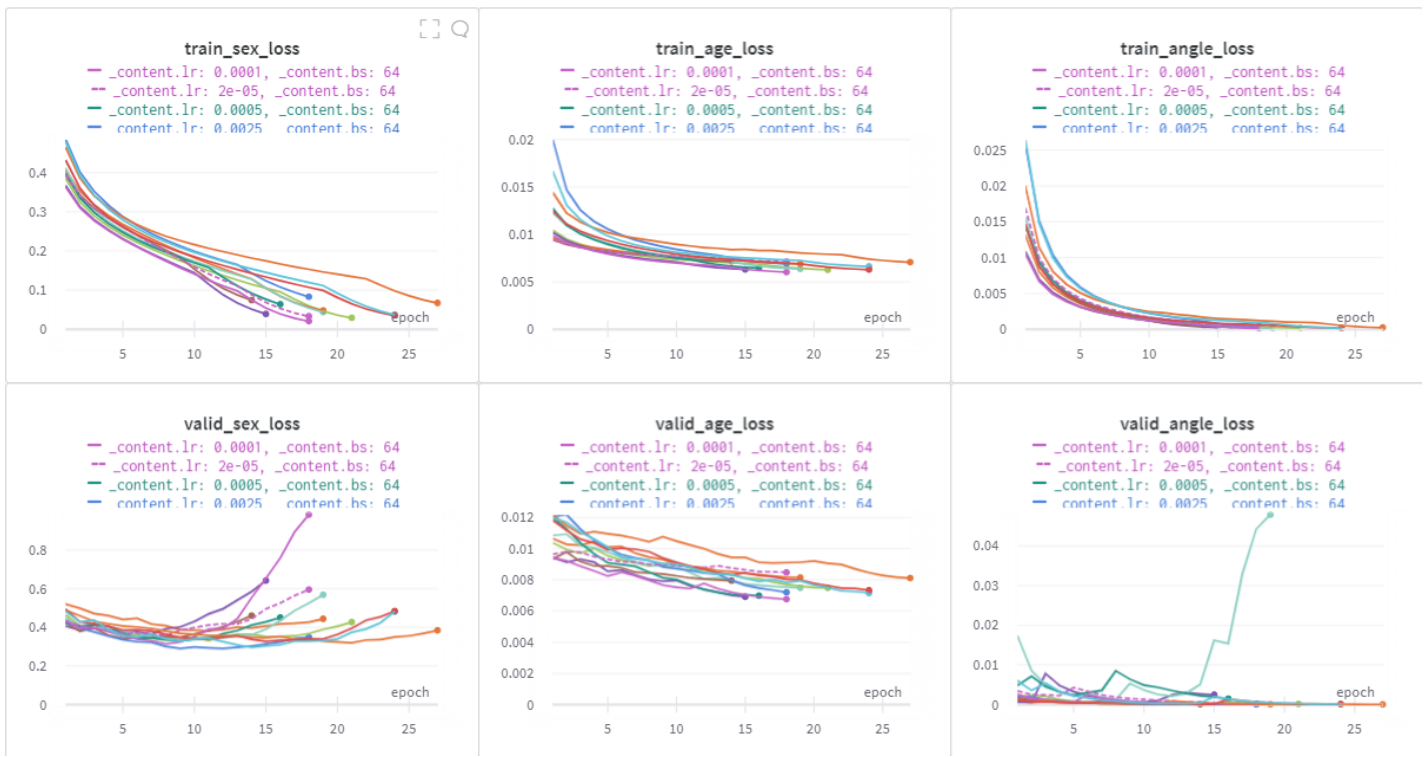 train_sex_loss
_content.lr: 0.0001, _content.bs: 64
_content.lr: 2e-05, _content.bs: 64
_content.lr: 0.0005, _content.bs: 64
_content.lr: 0.0025 _content.bs: 64
0.4
0.3
0.2
0.1
0
epoch
5 10 15 20 25
train_age_loss
_content.lr: 0.0001, _content.bs: 64
_content.lr: 2e-05, _content.bs: 64
_content.lr: 0.0005, _content.bs: 64
_content.lr: 0.0025 _content.bs: 64
0.02
0.015
0.01
0.005
0
epoch
5 10 15 20 25
train_angle_loss
_content.lr: 0.0001, _content.bs: 64
_content.lr: 2e-05, _content.bs: 64
_content.lr: 0.0005, _content.bs: 64
_content.lr: 0.0025 _content.bs: 64
0.025
0.02
0.015
0.01
0.005
0
epoch
5 10 15 20 25
valid_sex_loss
_content.lr: 0.0001, _content.bs: 64
_content.lr: 2e-05, _content.bs: 64
_content.lr: 0.0005, _content.bs: 64
_content.lr: 0.0025 _content.bs: 64
0.8
0.6
0.4
0.2
0
epoch
5 10 15 20 25
valid_age_loss
_content.lr: 0.0001, _content.bs: 64
_content.lr: 2e-05, _content.bs: 64
_content.lr: 0.0005, _content.bs: 64
_content.lr: 0.0025 _content.bs: 64
0.012
0.01
0.008
0.006
0.004
0.002
0
epoch
5 10 15 20 25
valid_angle_loss
_content.lr: 0.0001, _content.bs: 64
_content.lr: 2e-05, _content.bs: 64
_content.lr: 0.0005, _content.bs: 64
_content.lr: 0.0025 _content.bs: 64
0.04
0.03
0.02
0.01
0
epoch
5 10 15 20 25